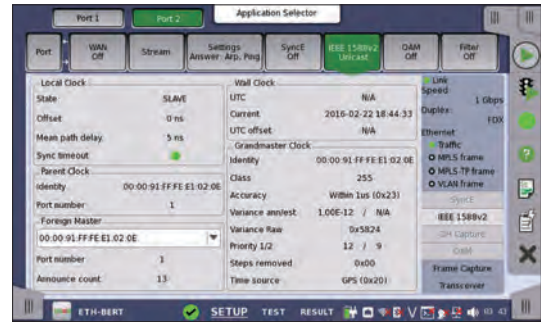 Application Selector
Port 1
Port 2
Port
WAN
Off
Stream
Settings
Answer: Arp, Ping
SyncE
Off
IEEE 1588v2
Unicast
OAM
Off
Filter
Off
Local Clock
State SLAVE
Offset 0 ns
Mean path delay 5 ns
Sync timeout
Parent Clock
Identity 00:00:91:FF:FE:E1:02:0E
Port number 1
Foreign Master
00:00:91:FF:FE:E1:02:0E
Port number 1
Announce count 13
Wall Clock
UTC N/A
Current 2016-02-22 18:44:33
UTC offset N/A
Grandmaster Clock
Identity 00:00:91:FF:FE:E1:02:0E
Class 255
Accuracy Within 1us (0x23)
Variance ann/est 1.00E-12 / N/A
Variance Raw 0x5824
Priority 1/2 12 / 9
Steps removed 0x00
Time source GPS (0x20)
Link
Speed:
1 Gbps
Duplex:
FDX
Ethernet
Traffic
MPLS frame
MPLS-TP frame
VLAN frame
SyncE
IEEE 1588v2
OAM
Frame Capture
Transceiver
ETH-BERT
SETUP TEST RESULT